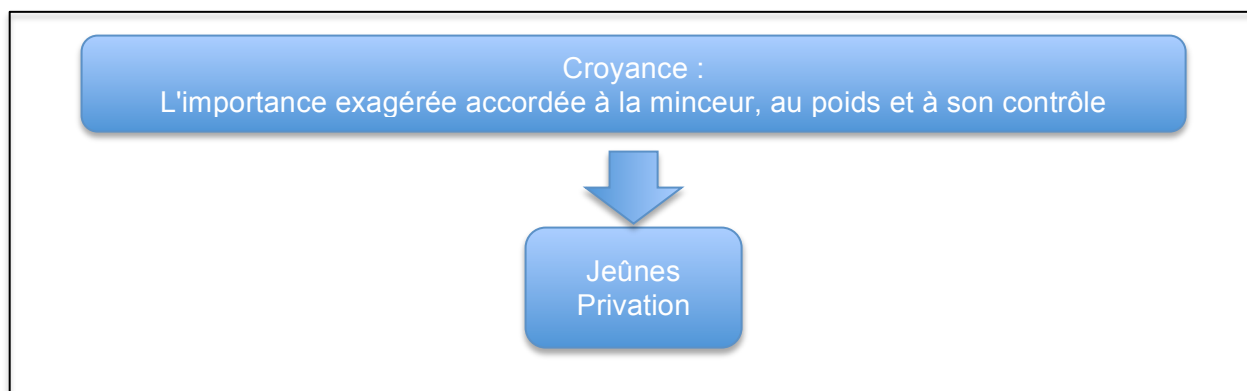 Croyance :
L'importance exagérée accordée à la minceur, au poids et à son contrôle
Jeûnes
Privation